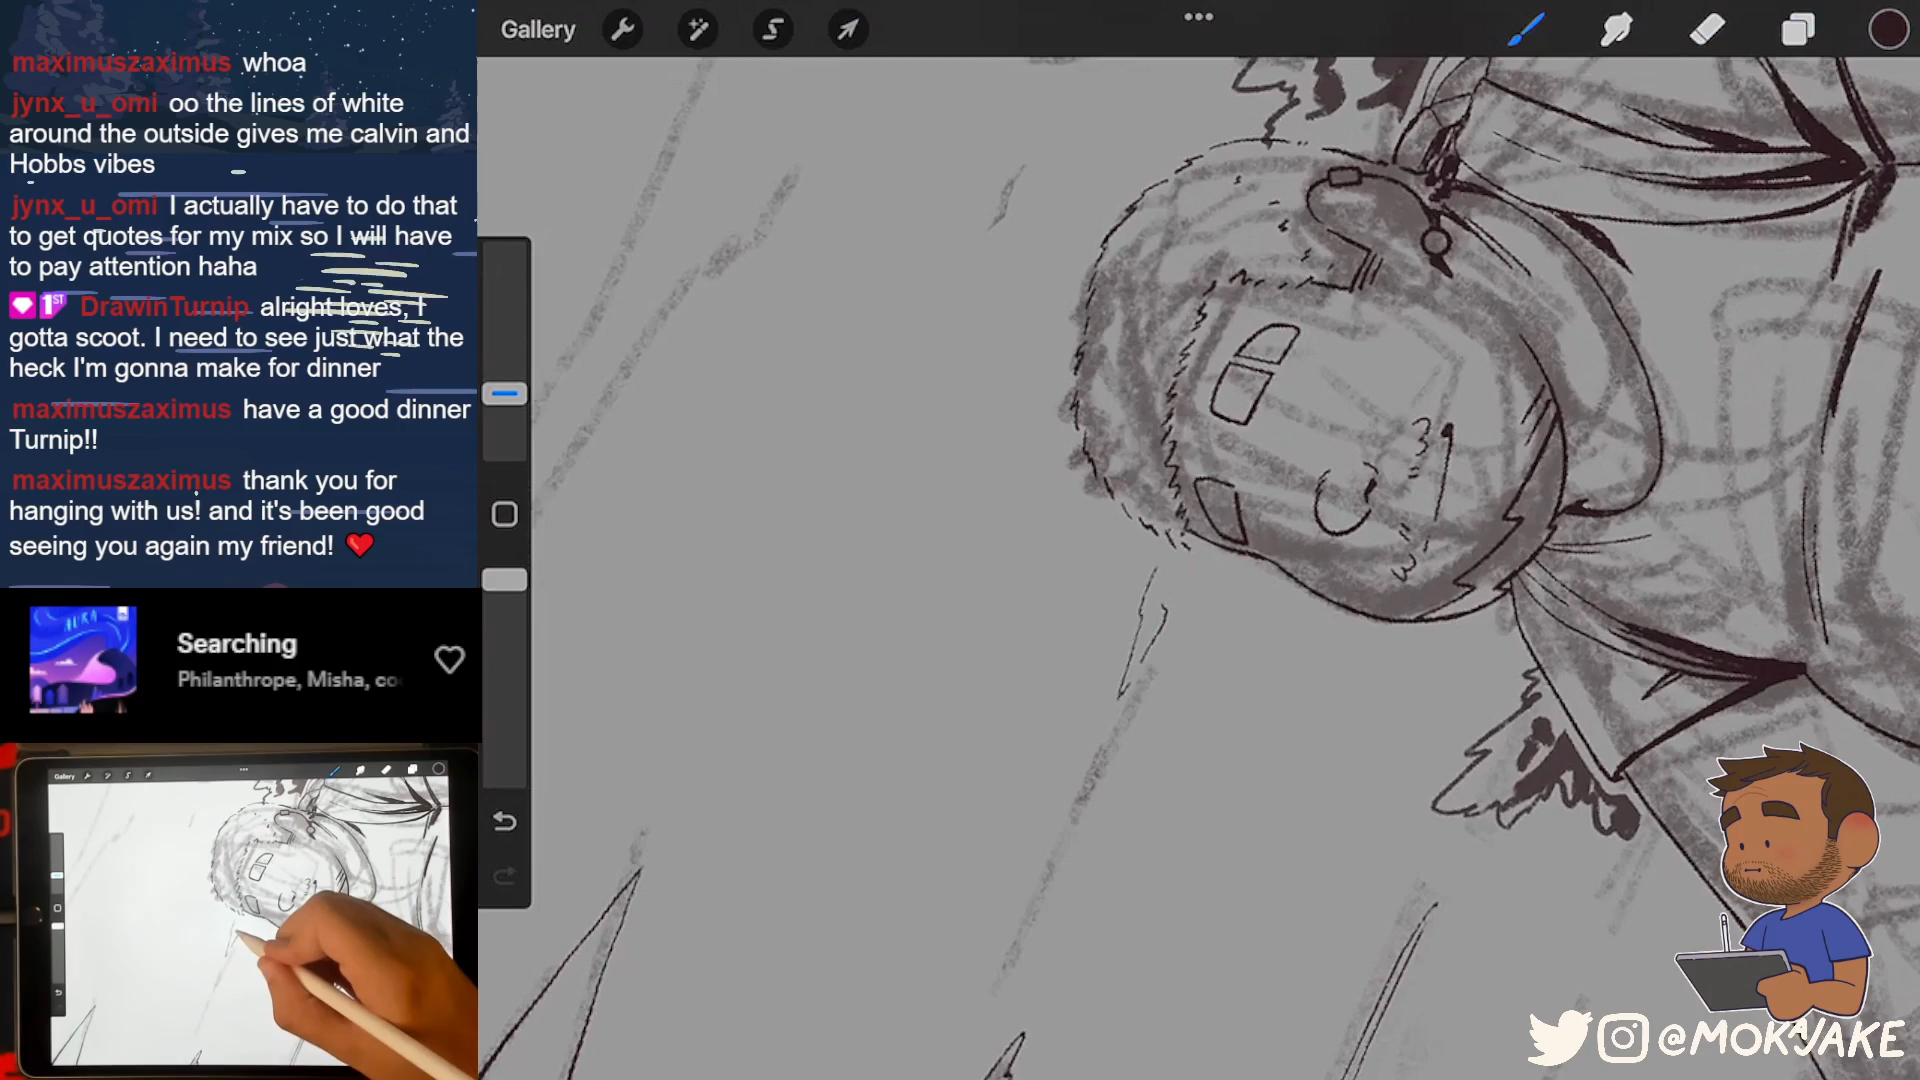 maximuszaximus whoa
jynx_u_omi oo the lines of white
around the outside gives me calvin and
Hobbs vibes
jynx_u_omi I actually have to do that
to get quotes for my mix so I will have
to pay attention haha
1ST DrawinTurnip alright loves, I
gotta scoot. I need to see just what the
heck I'm gonna make for dinner
maximuszaximus have a good dinner
Turnip!!
maximuszaximus thank you for
hanging with us! and it's been good
seeing you again my friend! ❤️
AURA
Searching
Philanthrope, Misha, co
Gallery
Gallery
@MOKAJAKE